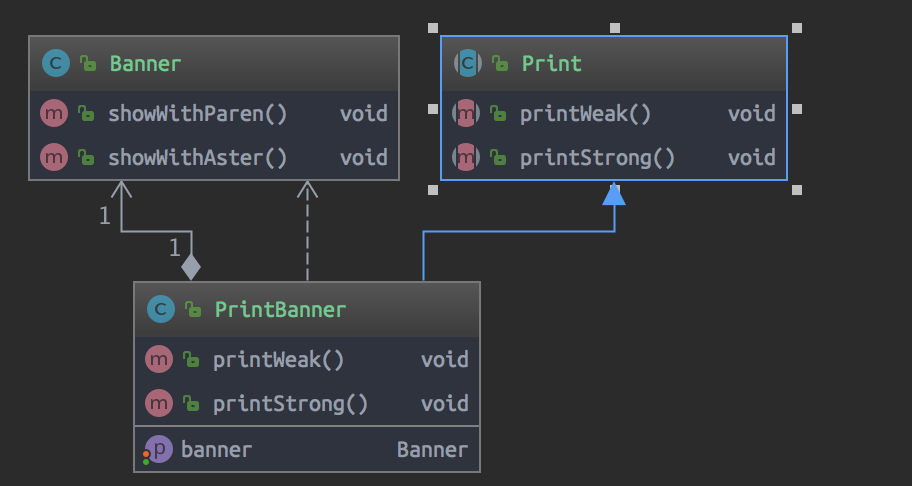 C Banner
m showWithParen() void
m showWithAster() void
C Print
m printWeak() void
m printStrong() void
1
1
C PrintBanner
m printWeak() void
m printStrong() void
p banner Banner